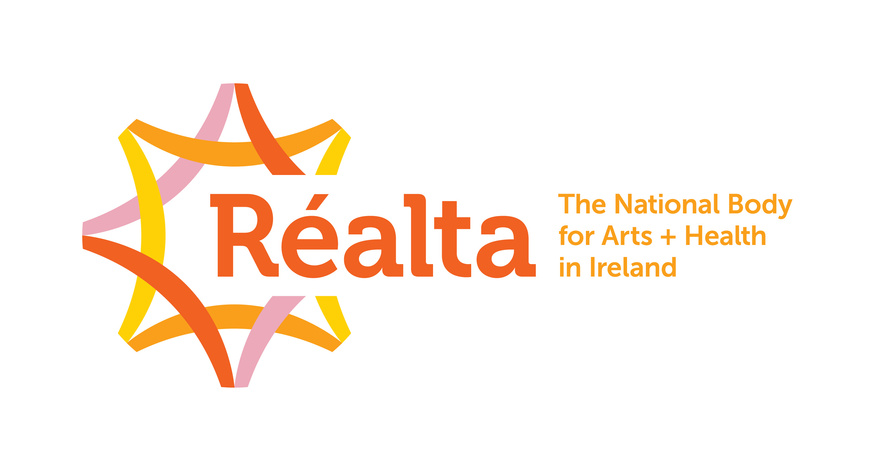 Réalta
The National Body
for Arts + Health
in Ireland